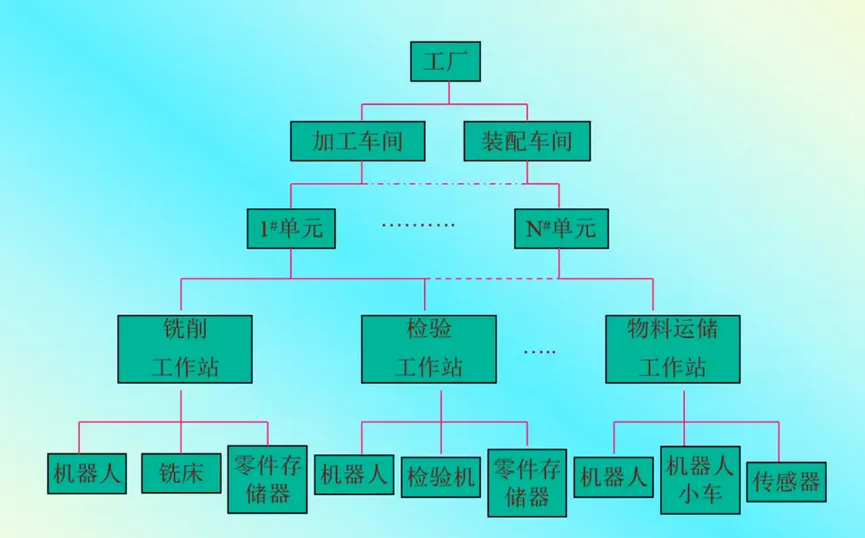 工厂
加工车间
装配车间
1#单元
..........
N#单元
铣削
工作站
检验
工作站
.....
物料运储
工作站
机器人
铣床
零件存
储器
机器人
检验机
零件存
储器
机器人
机器人
小车
传感器